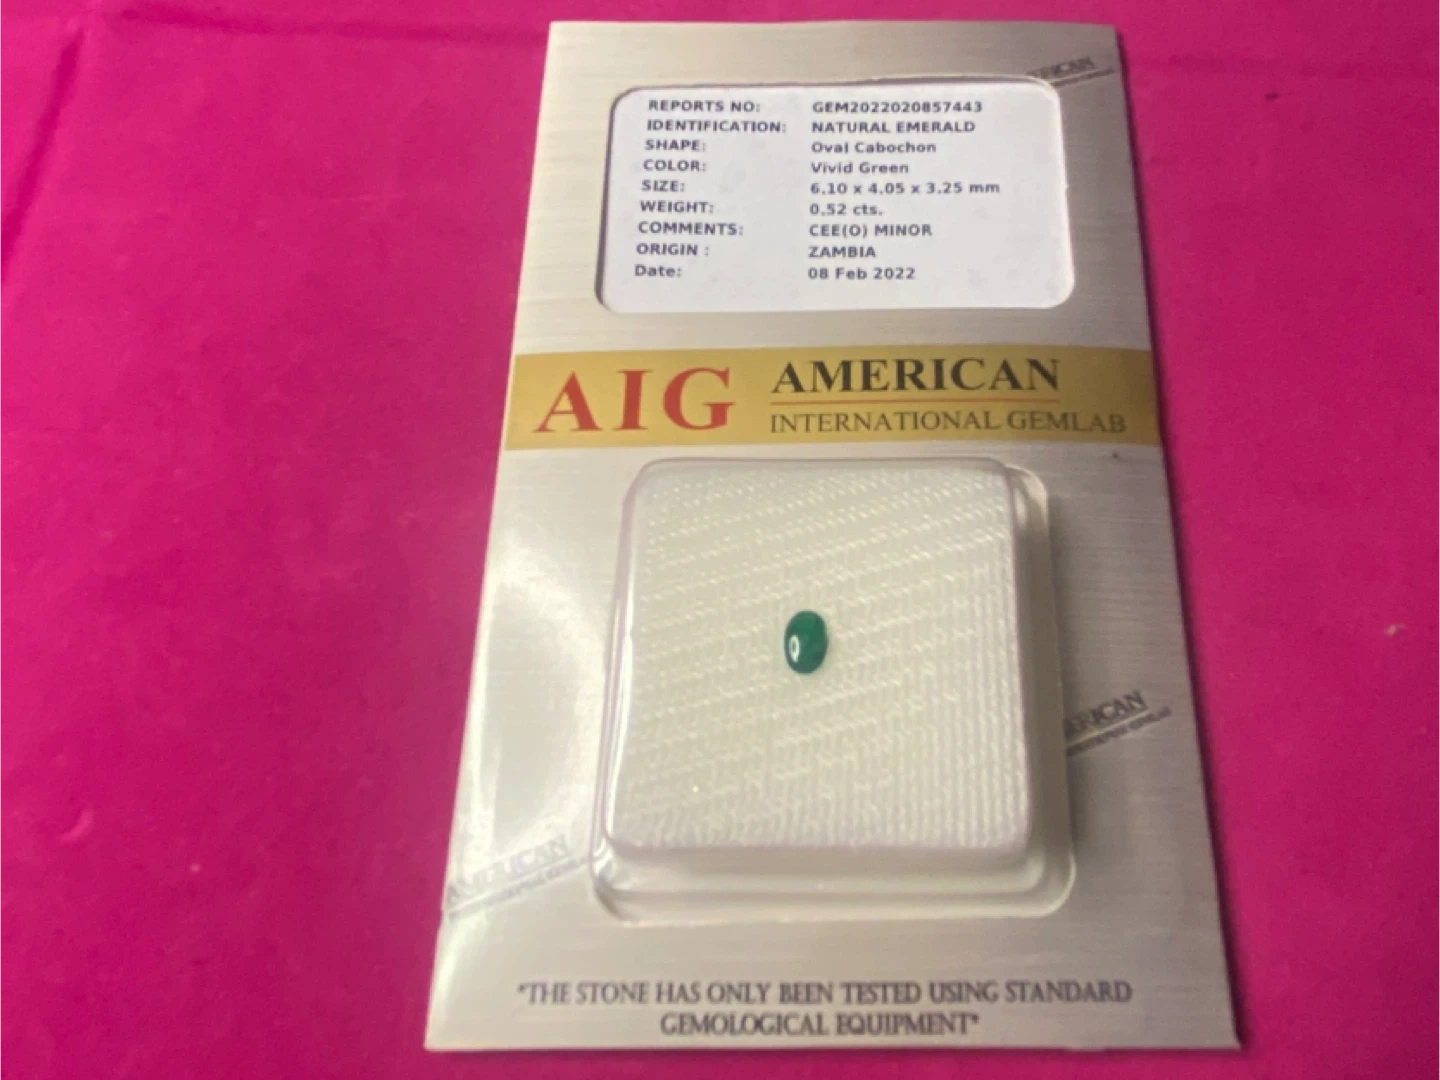 REPORTS NO: GEM2022020857443
IDENTIFICATION: NATURAL EMERALD
SHAPE: Oval Cabochon
COLOR: Vivid Green
SIZE: 6.10 x 4.05 x 3.25 mm
WEIGHT: 0.52 cts.
COMMENTS: CEE(O) MINOR
ORIGIN : ZAMBIA
Date: 08 Feb 2022
AIG AMERICAN
INTERNATIONAL GEMLAB
AMERICAN
"THE STONE HAS ONLY BEEN TESTED USING STANDARD
GEMOLOGICAL EQUIPMENT"